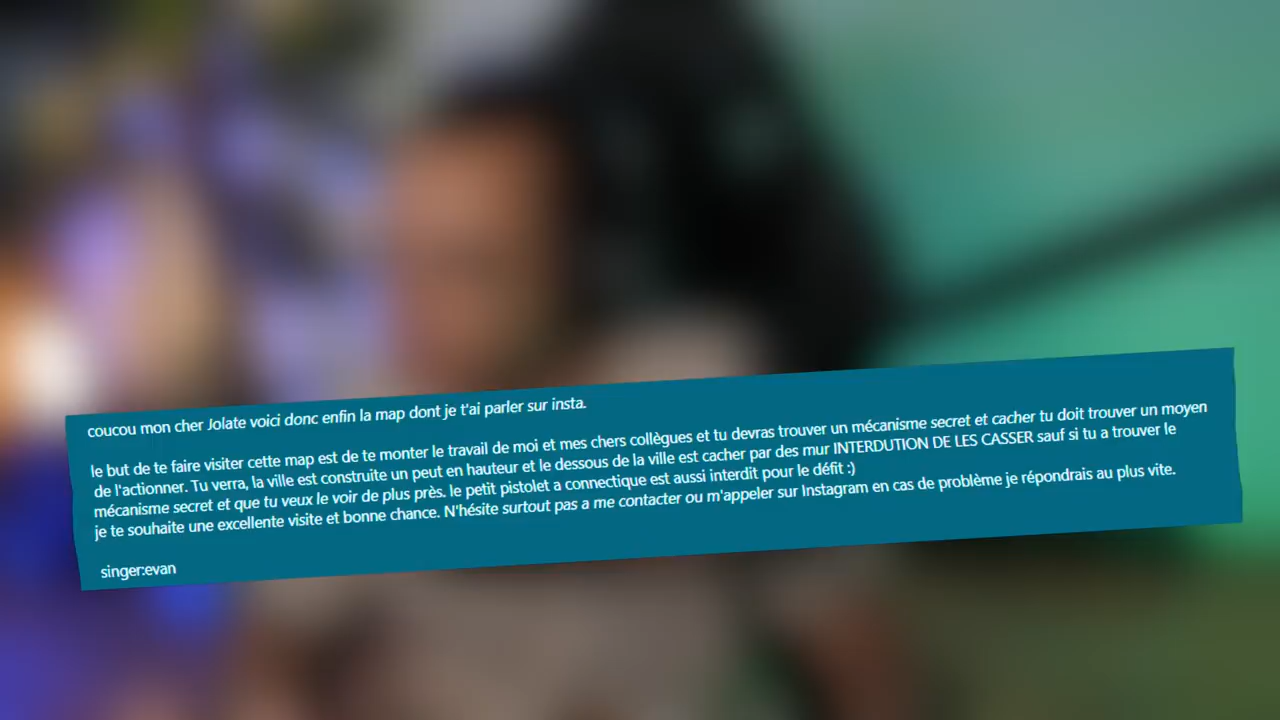 coucou mon cher Jolate voici donc enfin la map dont je t'ai parler sur insta.
le but de te faire visiter cette map est de te monter le travail de moi et mes chers collègues et tu devras trouver un mécanisme secret et cacher tu doit trouver un moyen
de l'actionner. Tu verra, la ville est construite un peut en hauteur et le dessous de la ville est cacher par des mur INTERDUTION DE LES CASSER sauf si tu a trouver le
mécanisme secret et que tu veux le voir de plus près. le petit pistolet a connectique est aussi interdit pour le défit :)
je te souhaite une excellente visite et bonne chance. N'hésite surtout pas a me contacter ou m'appeler sur Instagram en cas de problème je répondrais au plus vite.
singer:evan